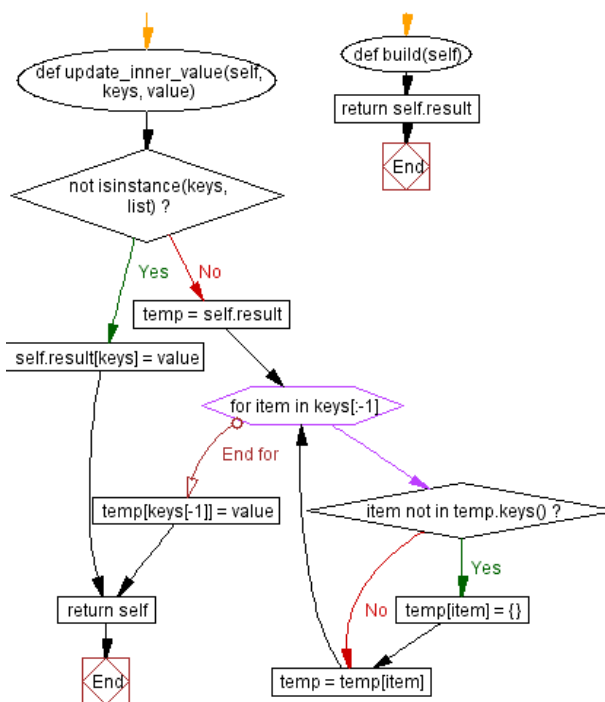 def update_inner_value(self,
keys, value)
not isinstance(keys,
list) ?
Yes
No
temp = self.result
self.result[keys] = value
for item in keys[:-1]
End for
temp[keys[-1]] = value
item not in temp.keys() ?
Yes
No
temp[item] = {}
temp = temp[item]
return self
End
def build(self)
return self.result
End